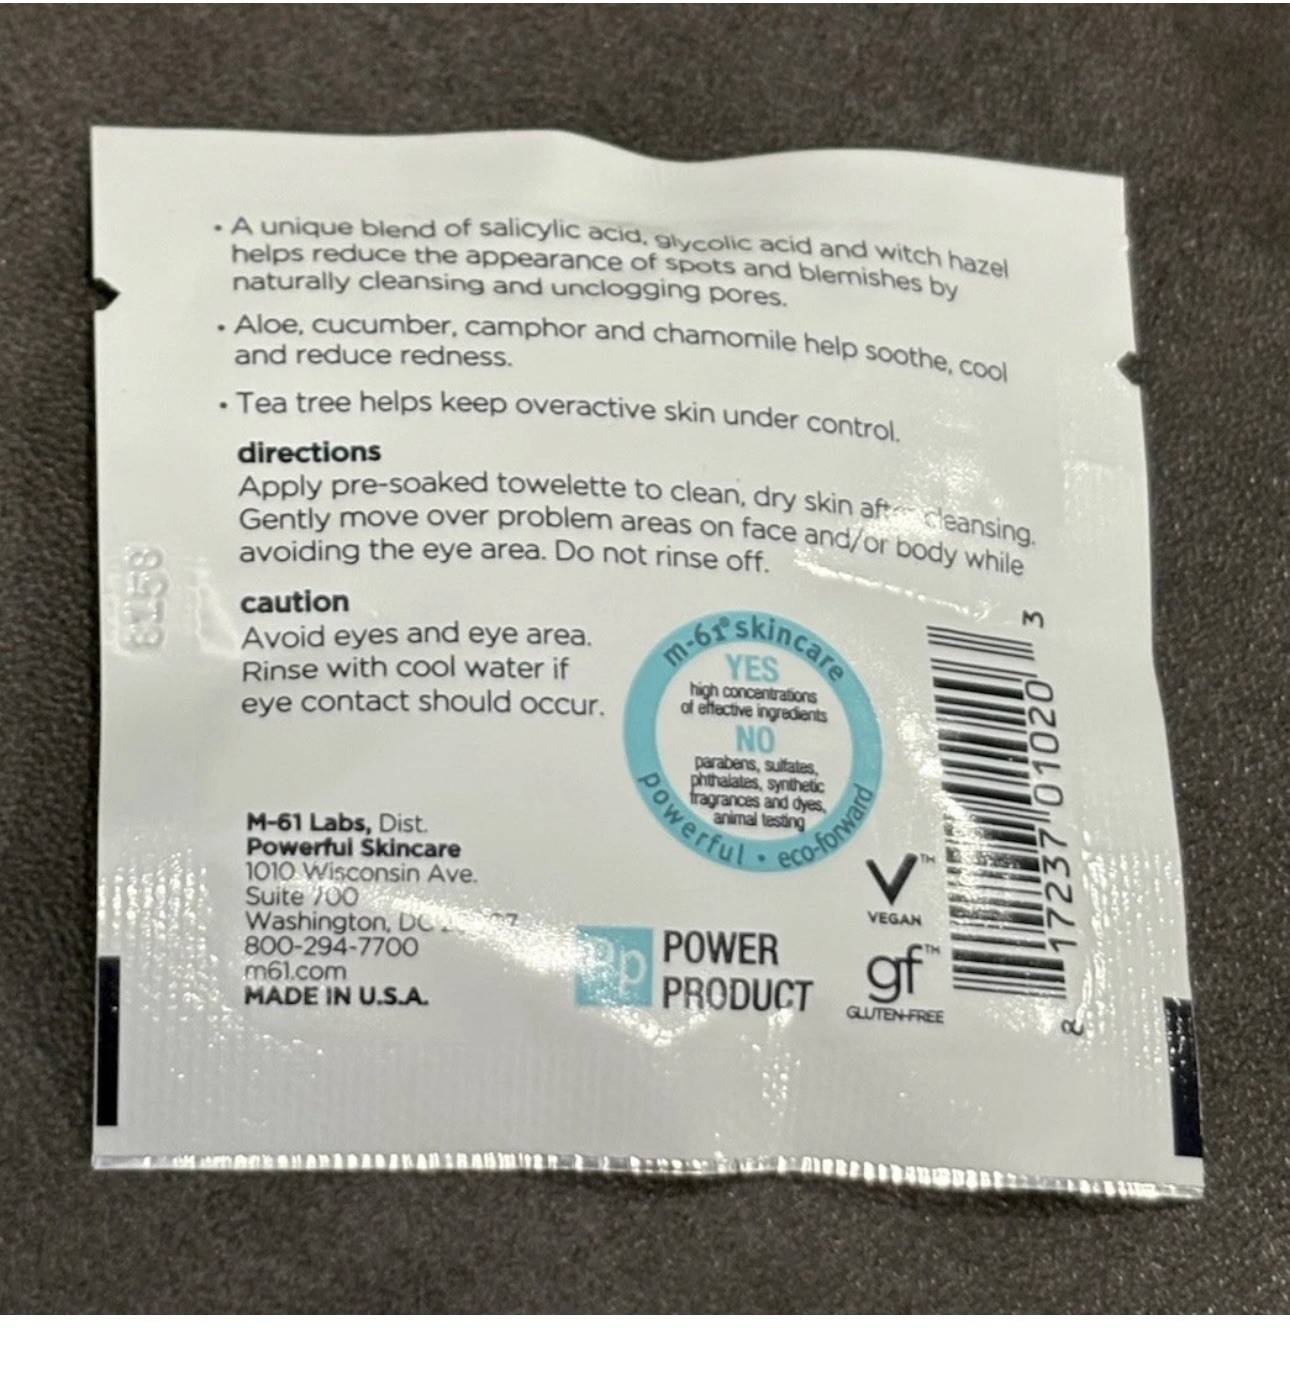 • A unique blend of salicylic acid, glycolic acid and witch hazel
helps reduce the appearance of spots and blemishes by
naturally cleansing and unclogging pores.
• Aloe, cucumber, camphor and chamomile help soothe, cool
and reduce redness.
• Tea tree helps keep overactive skin under control.
directions
Apply pre-soaked towelette to clean, dry skin after cleansing.
Gently move over problem areas on face and/or body while
avoiding the eye area. Do not rinse off.
caution
Avoid eyes and eye area.
Rinse with cool water if
eye contact should occur.
m-61® skincare
YES
high concentrations
of effective ingredients
NO
parabens, sulfates,
phthalates, synthetic
fragrances and dyes,
animal testing
powerful • eco-forward
M-61 Labs, Dist.
Powerful Skincare
1010 Wisconsin Ave.
Suite 700
Washington, DC
800-294-7700
m61.com
MADE IN U.S.A.
Pp POWER
PRODUCT
V™
VEGAN
gf™
GLUTEN-FREE
8 17237 01020 3